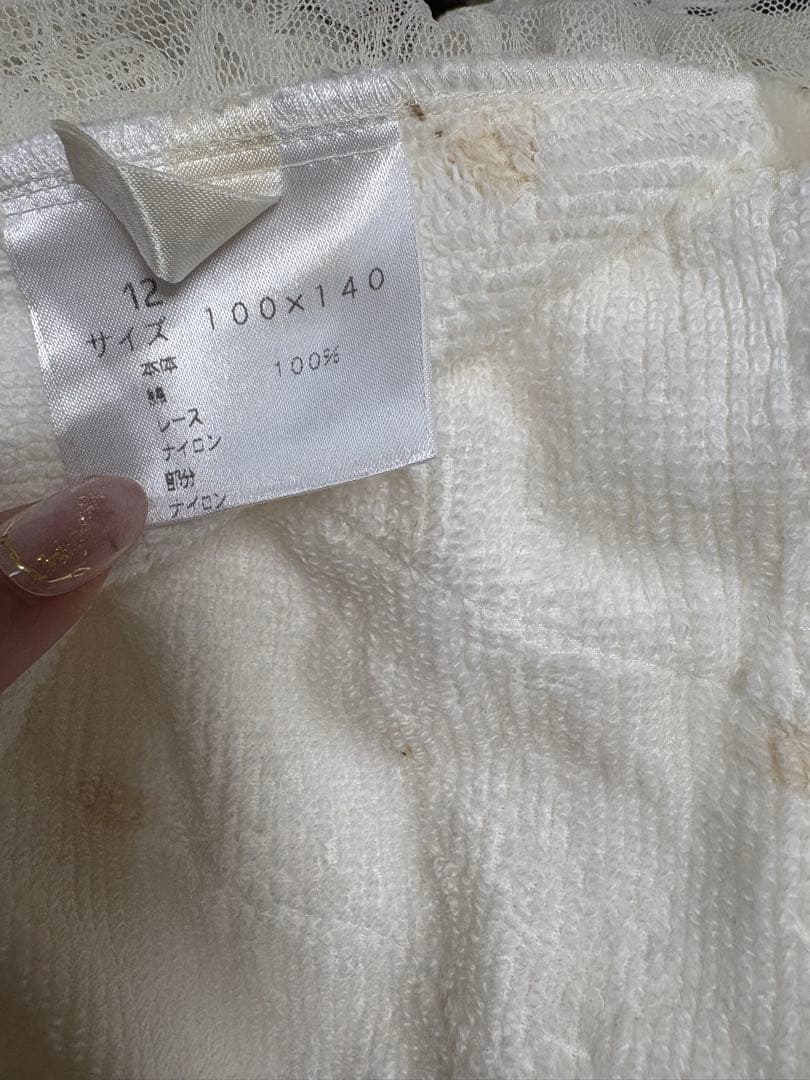 12
サイズ 100×140
本体
綿 100%
レース
ナイロン
部分
ナイロン